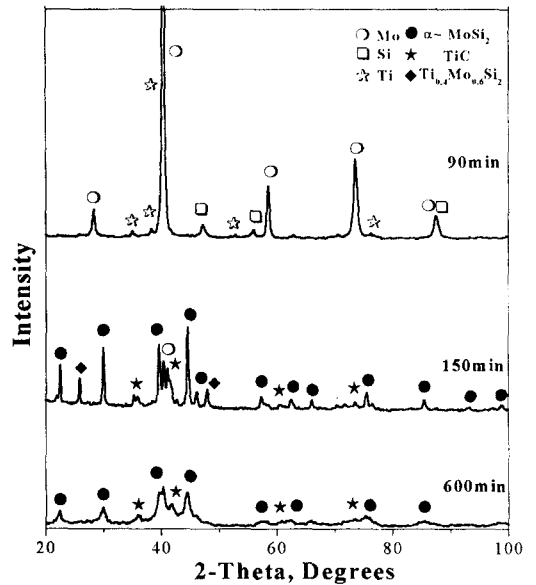 Mo α~ MoSi₂
Si TiC
Ti Ti₀,₄Mo₀,₆Si₂
90min
150min
600min
Intensity
20 40 60 80 100
2-Theta, Degrees